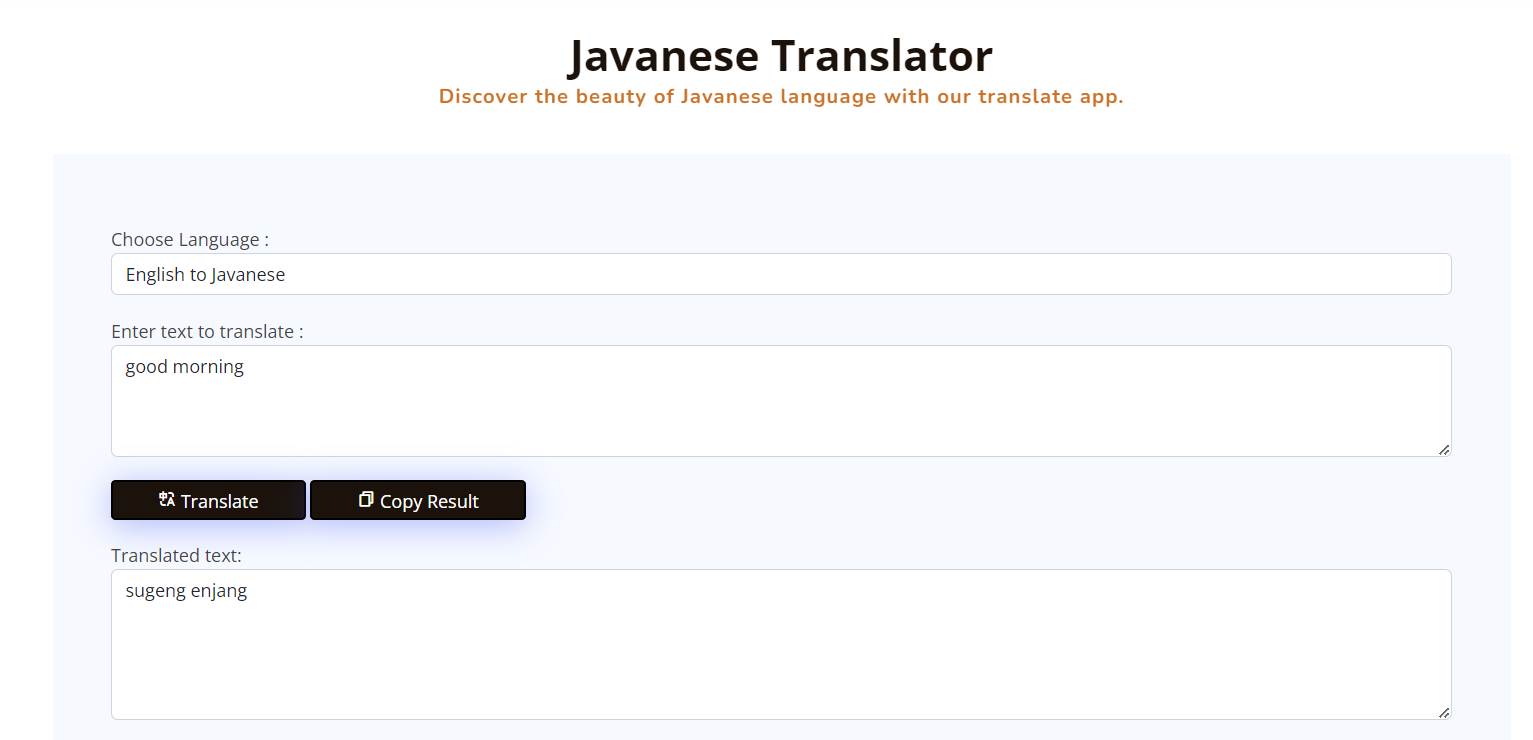 Javanese Translator
Discover the beauty of Javanese language with our translate app.
Choose Language :
English to Javanese
Enter text to translate :
good morning
Translate
Copy Result
Translated text:
sugeng enjang